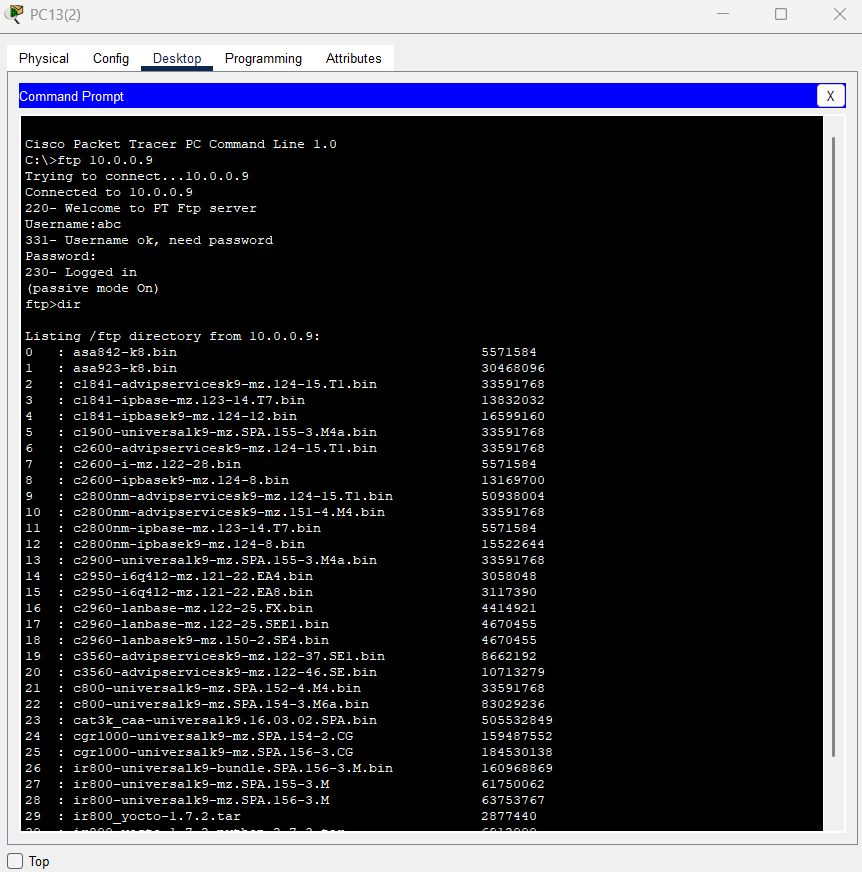 PC13(2)
Physical Config Desktop Programming Attributes
Command Prompt X
Cisco Packet Tracer PC Command Line 1.0
C:\>ftp 10.0.0.9
Trying to connect...10.0.0.9
Connected to 10.0.0.9
220- Welcome to PT Ftp server
Username:abc
331- Username ok, need password
Password:
230- Logged in
(passive mode On)
ftp>dir
Listing /ftp directory from 10.0.0.9:
0 : asa842-k8.bin 5571584
1 : asa923-k8.bin 30468096
2 : c1841-advipservicesk9-mz.124-15.T1.bin 33591768
3 : c1841-ipbase-mz.123-14.T7.bin 13832032
4 : c1841-ipbasek9-mz.124-12.bin 16599160
5 : c1900-universalk9-mz.SPA.155-3.M4a.bin 33591768
6 : c2600-advipservicesk9-mz.124-15.T1.bin 33591768
7 : c2600-i-mz.122-28.bin 5571584
8 : c2600-ipbasek9-mz.124-8.bin 13169700
9 : c2800nm-advipservicesk9-mz.124-15.T1.bin 50938004
10 : c2800nm-advipservicesk9-mz.151-4.M4.bin 33591768
11 : c2800nm-ipbase-mz.123-14.T7.bin 5571584
12 : c2800nm-ipbasek9-mz.124-8.bin 15522644
13 : c2900-universalk9-mz.SPA.155-3.M4a.bin 33591768
14 : c2950-i6q4l2-mz.121-22.EA4.bin 3058048
15 : c2950-i6q4l2-mz.121-22.EA8.bin 3117390
16 : c2960-lanbase-mz.122-25.FX.bin 4414921
17 : c2960-lanbase-mz.122-25.SEE1.bin 4670455
18 : c2960-lanbasek9-mz.150-2.SE4.bin 4670455
19 : c3560-advipservicesk9-mz.122-37.SE1.bin 8662192
20 : c3560-advipservicesk9-mz.122-46.SE.bin 10713279
21 : c800-universalk9-mz.SPA.152-4.M4.bin 33591768
22 : c800-universalk9-mz.SPA.154-3.M6a.bin 83029236
23 : cat3k_caa-universalk9.16.03.02.SPA.bin 505532849
24 : cgr1000-universalk9-mz.SPA.154-2.CG 159487552
25 : cgr1000-universalk9-mz.SPA.156-3.CG 184530138
26 : ir800-universalk9-bundle.SPA.156-3.M.bin 160968869
27 : ir800-universalk9-mz.SPA.155-3.M 61750062
28 : ir800-universalk9-mz.SPA.156-3.M 63753767
29 : ir800_yocto-1.7.2.tar 2877440
Top